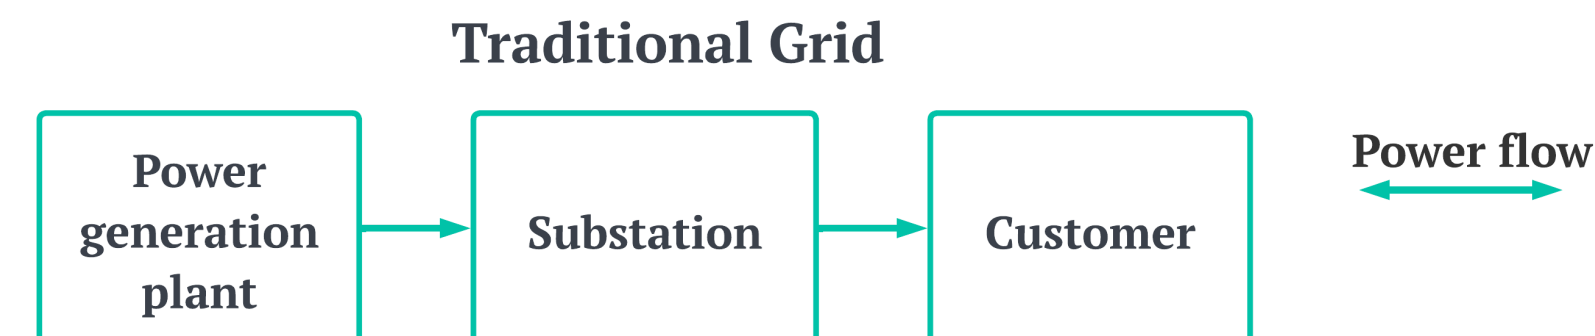 Traditional Grid
Power
generation
plant
Substation
Customer
Power flow